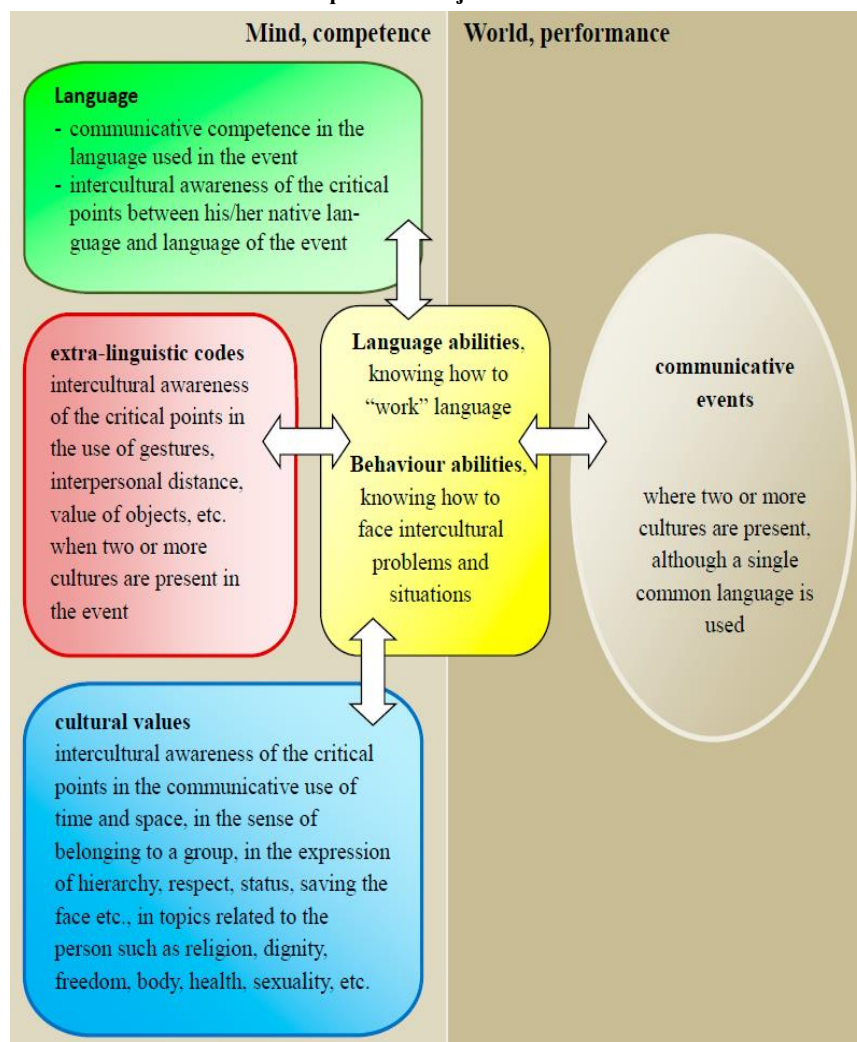 Mind, competence
World, performance
Language
- communicative competence in the
language used in the event
- intercultural awareness of the critical
points between his/her native lan-
guage and language of the event
extra-linguistic codes
intercultural awareness
of the critical points in
the use of gestures,
interpersonal distance,
value of objects, etc.
when two or more
cultures are present in
the event
Language abilities,
knowing how to
“work” language
Behaviour abilities,
knowing how to
face intercultural
problems and
situations
communicative
events
where two or more
cultures are present,
although a single
common language is
used
cultural values
intercultural awareness of the critical
points in the communicative use of
time and space, in the sense of
belonging to a group, in the expression
of hierarchy, respect, status, saving the
face etc., in topics related to the
person such as religion, dignity,
freedom, body, health, sexuality, etc.